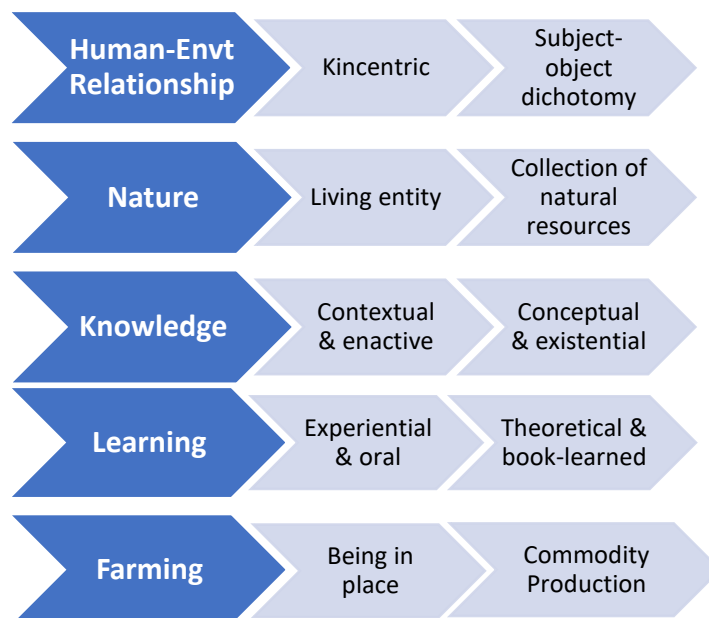 Human-Envt
Relationship
Kincentric
Subject-
object
dichotomy
Nature
Living entity
Collection of
natural
resources
Knowledge
Contextual
& enactive
Conceptual
& existential
Learning
Experiential
& oral
Theoretical &
book-learned
Farming
Being in
place
Commodity
Production